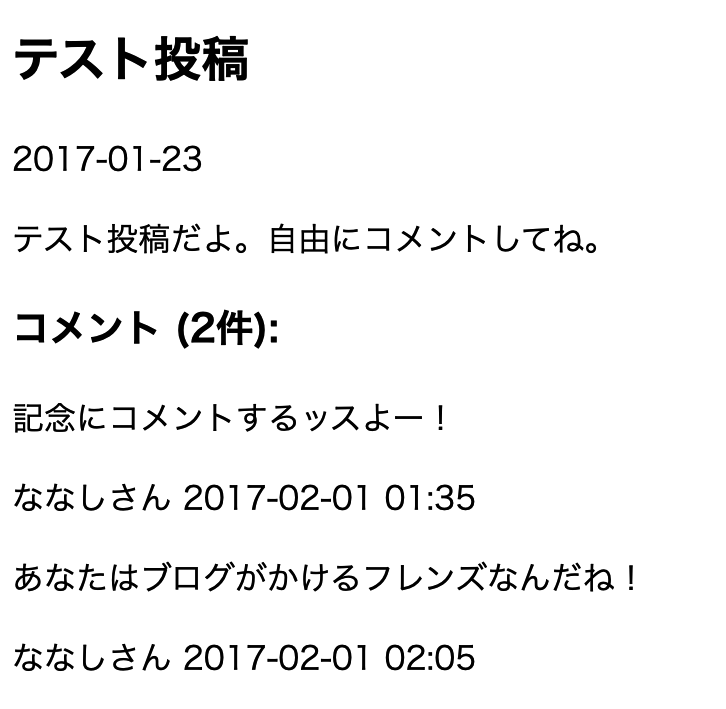 テスト投稿
2017-01-23
テスト投稿だよ。自由にコメントしてね。
コメント (2件):
記念にコメントするッスよー！
ななしさん 2017-02-01 01:35
あなたはブログがかけるフレンズなんだね！
ななしさん 2017-02-01 02:05